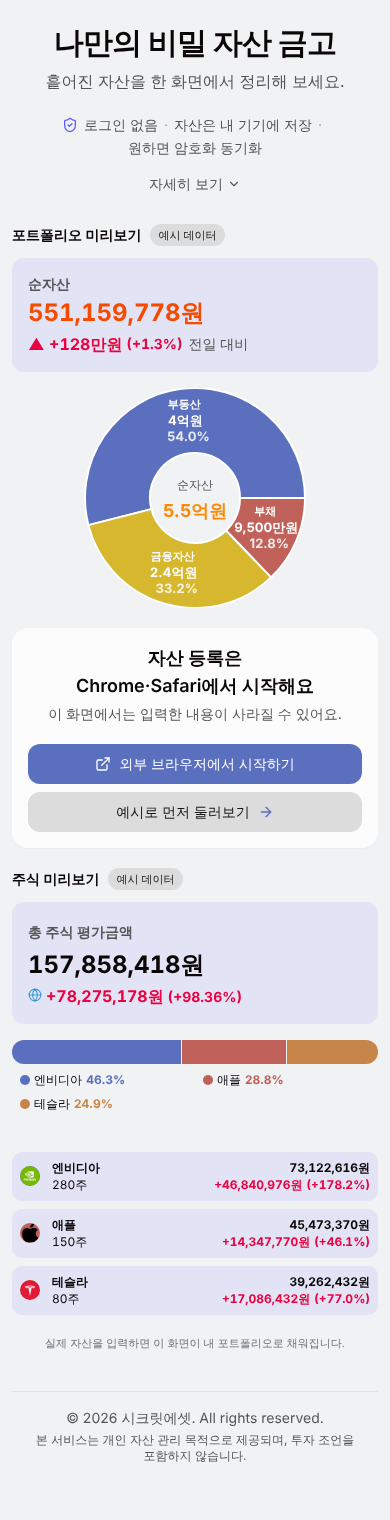 나만의 비밀 자산 금고
흩어진 자산을 한 화면에서 정리해 보세요.
로그인 없음 · 자산은 내 기기에 저장 ·
원하면 암호화 동기화
자세히 보기
포트폴리오 미리보기 예시 데이터
순자산
551,159,778원
▲ +128만원 (+1.3%) 전일 대비
부동산
4억원
54.0%
순자산
5.5억원
부채
9,500만원
12.8%
금융자산
2.4억원
33.2%
자산 등록은
Chrome·Safari에서 시작해요
이 화면에서는 입력한 내용이 사라질 수 있어요.
외부 브라우저에서 시작하기
예시로 먼저 둘러보기 →
주식 미리보기 예시 데이터
총 주식 평가금액
157,858,418원
+78,275,178원 (+98.36%)
엔비디아 46.3% 애플 28.8%
테슬라 24.9%
엔비디아 73,122,616원
280주 +46,840,976원 (+178.2%)
애플 45,473,370원
150주 +14,347,770원 (+46.1%)
테슬라 39,262,432원
80주 +17,086,432원 (+77.0%)
실제 자산을 입력하면 이 화면이 내 포트폴리오로 채워집니다.
© 2026 시크릿에셋. All rights reserved.
본 서비스는 개인 자산 관리 목적으로 제공되며, 투자 조언을
포함하지 않습니다.